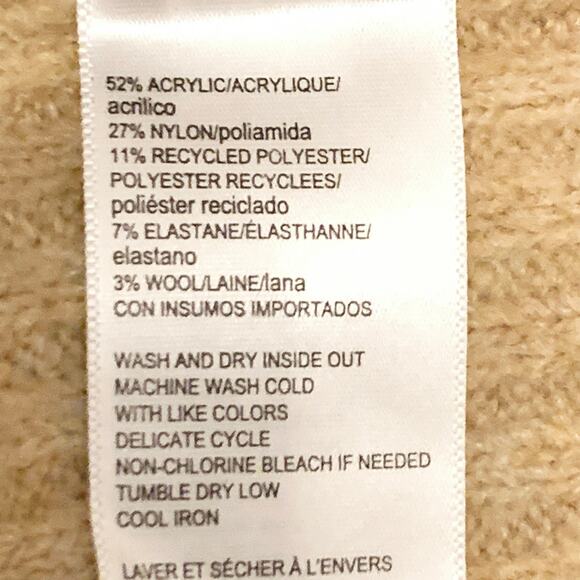 52% ACRYLIC/ACRYLIQUE/
acrílico
27% NYLON/poliamida
11% RECYCLED POLYESTER/
POLYESTER RECYCLEES/
poliéster reciclado
7% ELASTANE/ÉLASTHANNE/
elastano
3% WOOL/LAINE/lana
CON INSUMOS IMPORTADOS
WASH AND DRY INSIDE OUT
MACHINE WASH COLD
WITH LIKE COLORS
DELICATE CYCLE
NON-CHLORINE BLEACH IF NEEDED
TUMBLE DRY LOW
COOL IRON
LAVER ET SÉCHER À L'ENVERS